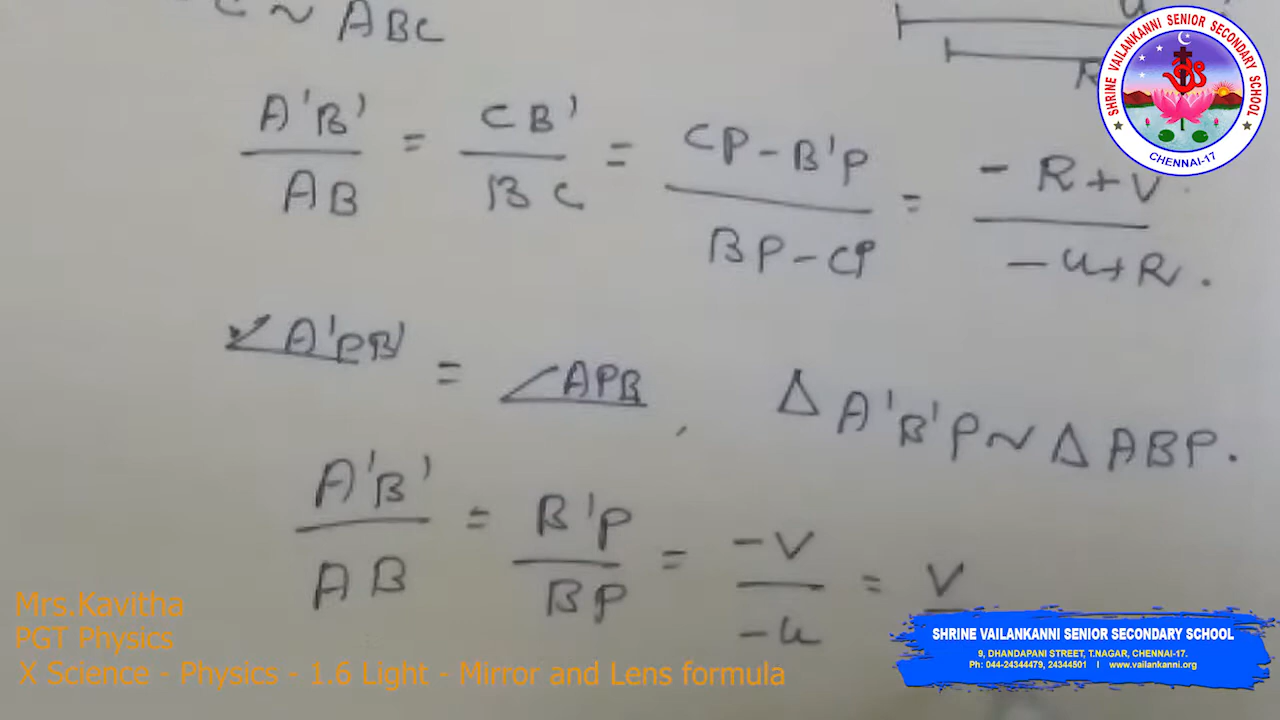 C ~ ABC
u
R
A'B' / AB = CB' / BC = CP - B'P / BP - CP = - R + V / - u + R .
∠A'PB' = ∠APB , Δ A'B'P ~ Δ ABP.
A'B' / AB = B'P / BP = -V / -u = V
SHRINE VAILANKANNI SENIOR SECONDARY SCHOOL
CHENNAI-17
Mrs.Kavitha
PGT Physics
X Science - Physics - 1.6 Light - MIrror and Lens formula
SHRINE VAILANKANNI SENIOR SECONDARY SCHOOL
9, DHANDAPANI STREET, T.NAGAR, CHENNAI-17.
Ph: 044-24344479, 24344501 | www.vailankanni.org